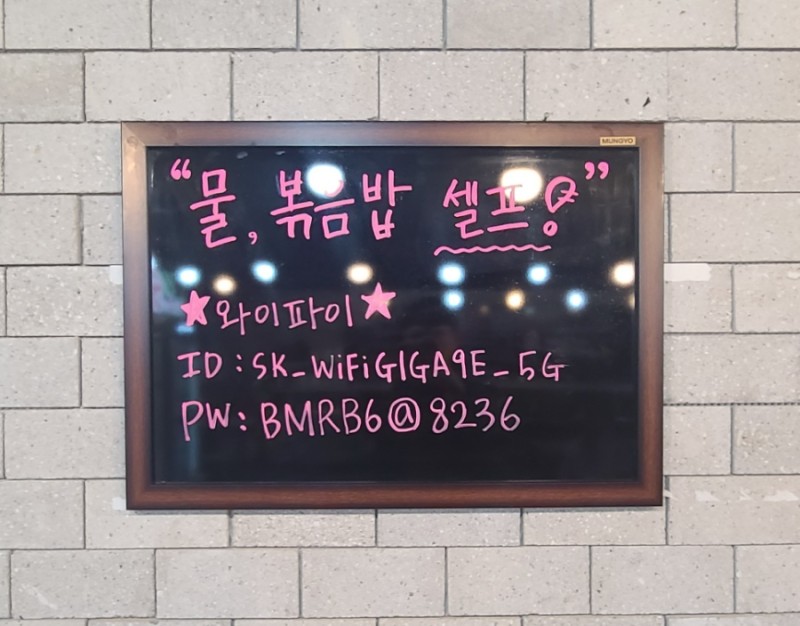 MUNGYO
“물, 볶음밥 셀프!”
★와이파이★
ID : SK_WiFiGIGA9E_5G
PW : BMRB6@8236